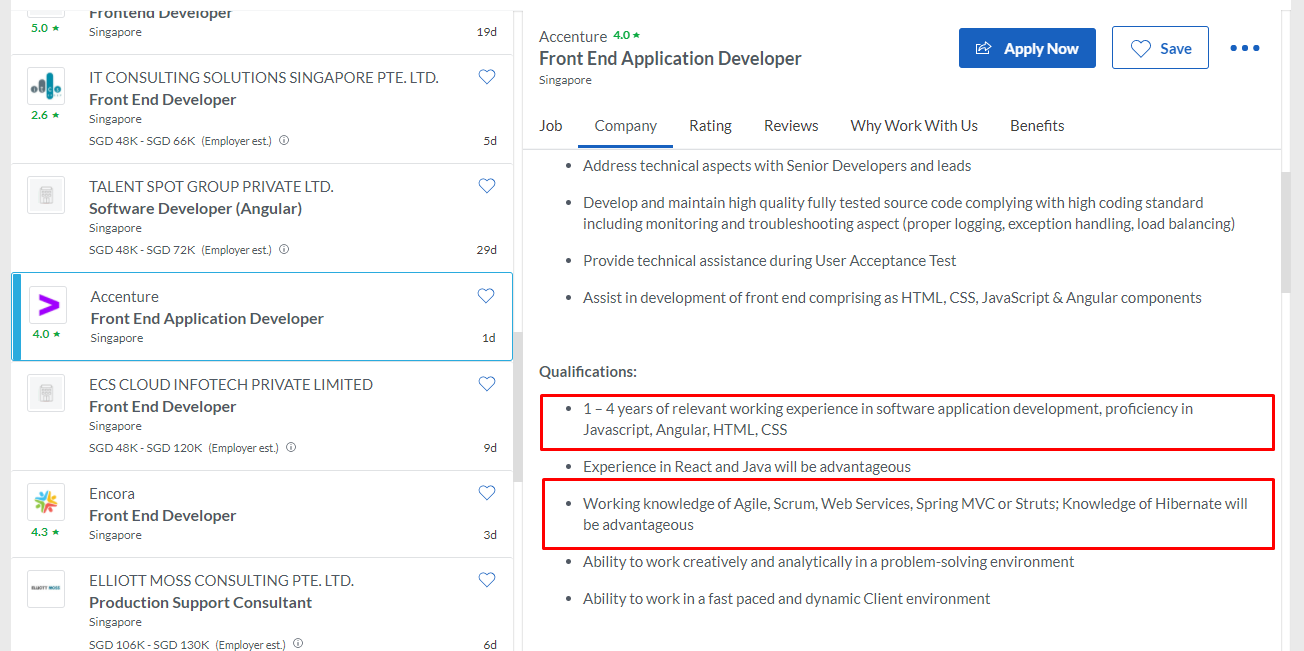 Frontend Developer
5.0 ★
Singapore
19d
IT CONSULTING SOLUTIONS SINGAPORE PTE. LTD.
Front End Developer
2.6 ★
Singapore
SGD 48K - SGD 66K (Employer est.)
5d
TALENT SPOT GROUP PRIVATE LTD.
Software Developer (Angular)
Singapore
SGD 48K - SGD 72K (Employer est.)
29d
Accenture
Front End Application Developer
4.0 ★
Singapore
1d
ECS CLOUD INFOTECH PRIVATE LIMITED
Front End Developer
Singapore
SGD 48K - SGD 120K (Employer est.)
9d
Encora
Front End Developer
4.3 ★
Singapore
3d
ELLIOTT MOSS
ELLIOTT MOSS CONSULTING PTE. LTD.
Production Support Consultant
Singapore
SGD 106K - SGD 130K (Employer est.)
6d
Accenture 4.0 ★
Front End Application Developer
Singapore
Apply Now
Save
Job Company Rating Reviews Why Work With Us Benefits
• Address technical aspects with Senior Developers and leads
• Develop and maintain high quality fully tested source code complying with high coding standard
including monitoring and troubleshooting aspect (proper logging, exception handling, load balancing)
• Provide technical assistance during User Acceptance Test
• Assist in development of front end comprising as HTML, CSS, JavaScript & Angular components
Qualifications:
• 1 – 4 years of relevant working experience in software application development, proficiency in
Javascript, Angular, HTML, CSS
• Experience in React and Java will be advantageous
• Working knowledge of Agile, Scrum, Web Services, Spring MVC or Struts; Knowledge of Hibernate will
be advantageous
• Ability to work creatively and analytically in a problem-solving environment
• Ability to work in a fast paced and dynamic Client environment